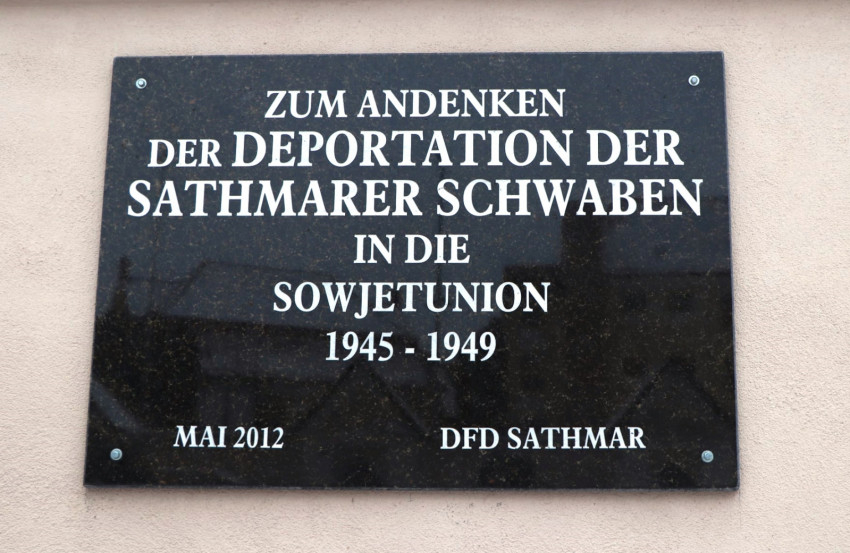 ZUM ANDENKEN
DER DEPORTATION DER
SATHMARER SCHWABEN
IN DIE
SOWJETUNION
1945 - 1949
MAI 2012 DFD SATHMAR